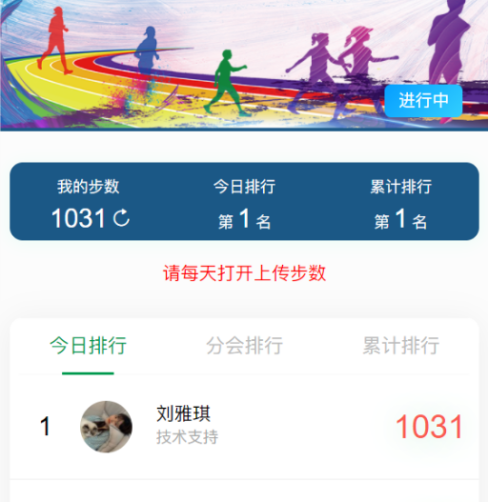 进行中
我的步数 今日排行 累计排行
1031 第1名 第1名
请每天打开上传步数
今日排行 分会排行 累计排行
1 刘雅琪 1031
技术支持